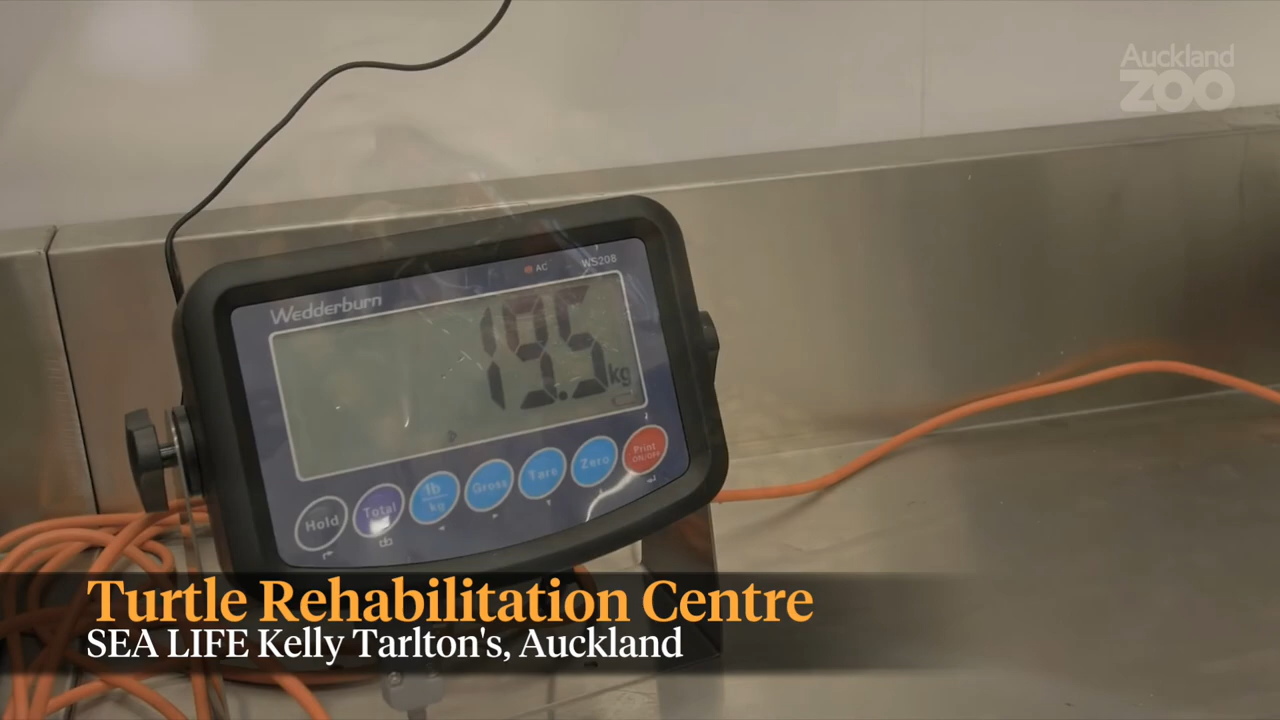 Auckland
ZOO
AC
WS208
Wedderburn
19.5 kg
Hold
Total
lb
kg
Gross
Tare
Zero
Print
ON/OFF
Turtle Rehabilitation Centre
SEA LIFE Kelly Tarlton's, Auckland